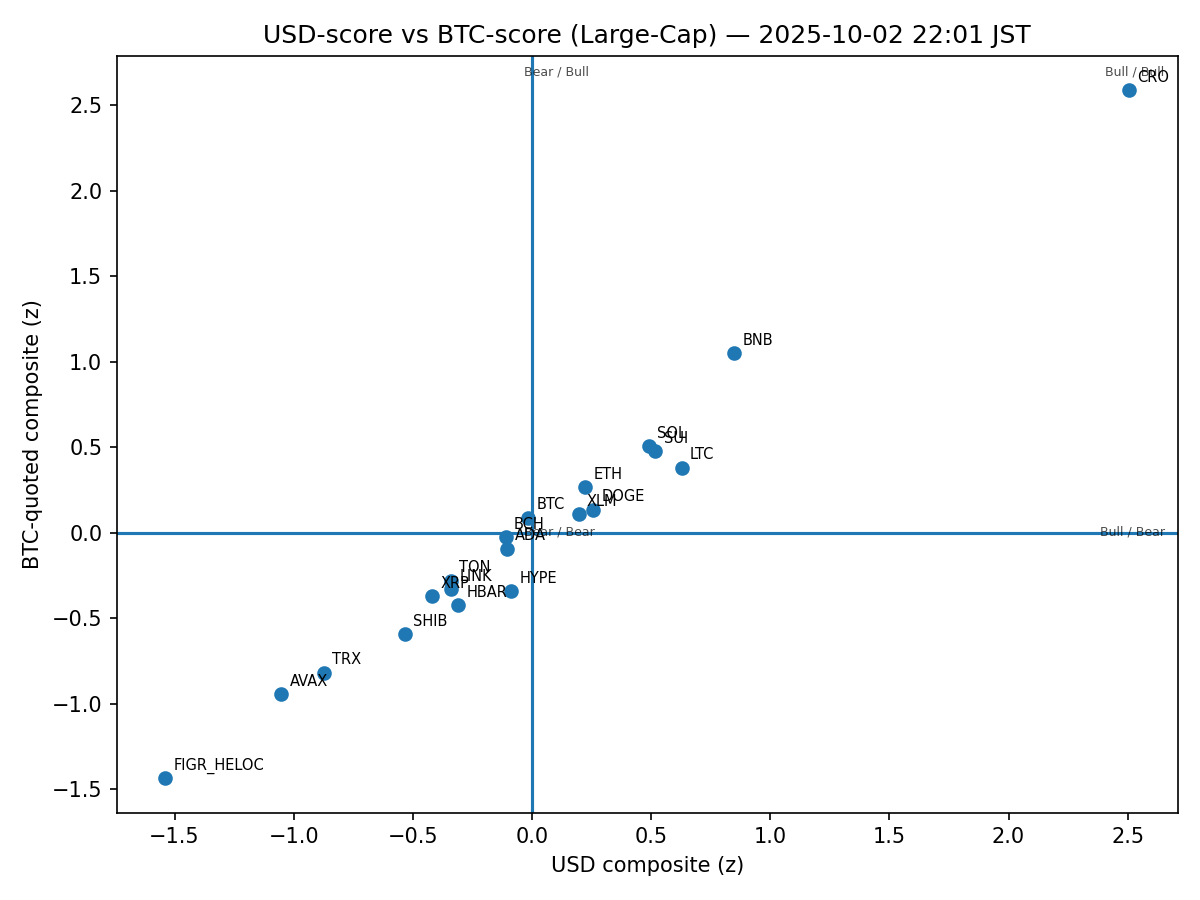 USD-score vs BTC-score (Large-Cap) — 2025-10-02 22:01 JST
Bear / Bull
Bull / Bull
CRO
2.5
2.0
1.5
BNB
1.0
SOL
SUI
0.5
LTC
ETH
DOGE
XLM
BTC
BCH
0.0
Bear / Bear
Bull / Bear
ADA
TON
LINK
HYPE
XRP
HBAR
−0.5
SHIB
TRX
AVAX
−1.0
FIGR_HELOC
−1.5
−1.5
−1.0
−0.5
0.0
0.5
1.0
1.5
2.0
2.5
USD composite (z)
BTC-quoted composite (z)